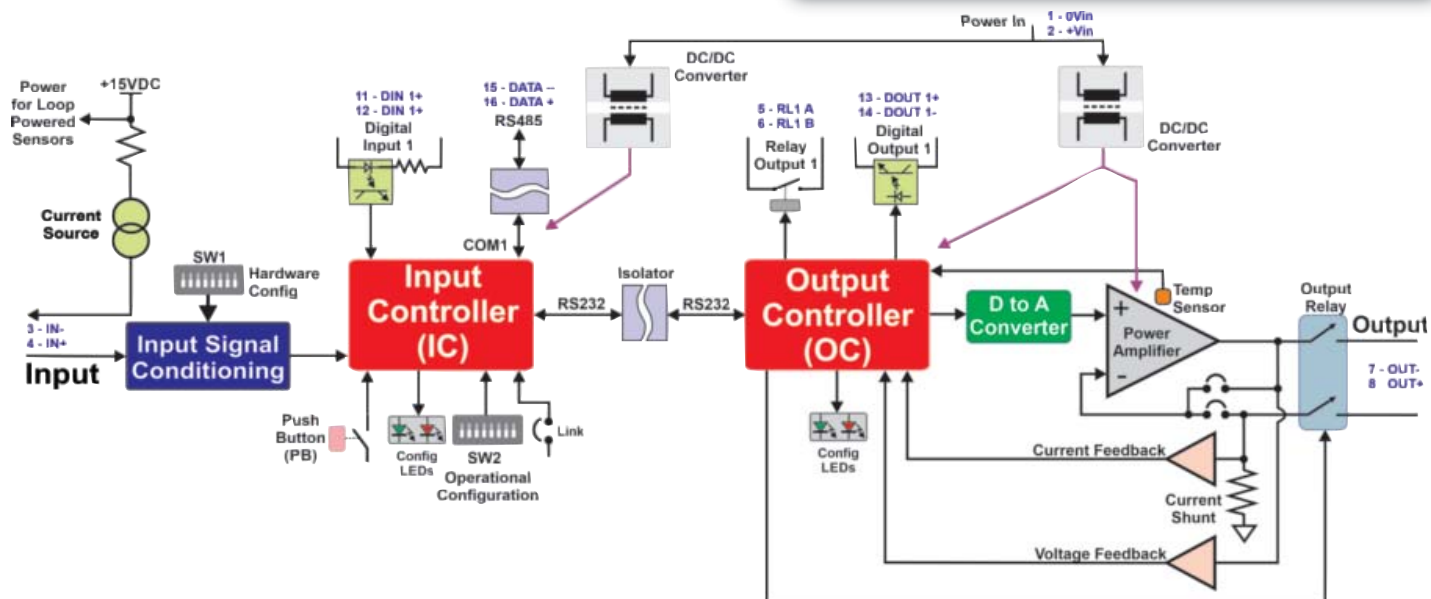 Power In
1 - 0Vin
2 - +Vin
DC/DC
Converter
Power
for Loop
Powered
Sensors
+15VDC
11 - DIN 1+
12 - DIN 1+
Digital
Input 1
15 - DATA –
16 - DATA +
RS485
5 - RL1 A
6 - RL1 B
Relay
Output 1
13 - DOUT 1+
14 - DOUT 1-
Digital
Output 1
DC/DC
Converter
Current
Source
COM1
SW1
Hardware
Config
Input
Controller
(IC)
RS232
Isolator
RS232
Output
Controller
(OC)
D to A
Converter
Temp
Sensor
+
Power
Amplifier
–
Output
Relay
Output
7 - OUT-
8 OUT+
3 - IN-
4 - IN+
Input
Input Signal
Conditioning
Push
Button
(PB)
Config
LEDs
SW2
Operational
Configuration
Link
Config
LEDs
Current Feedback
Current
Shunt
Voltage Feedback